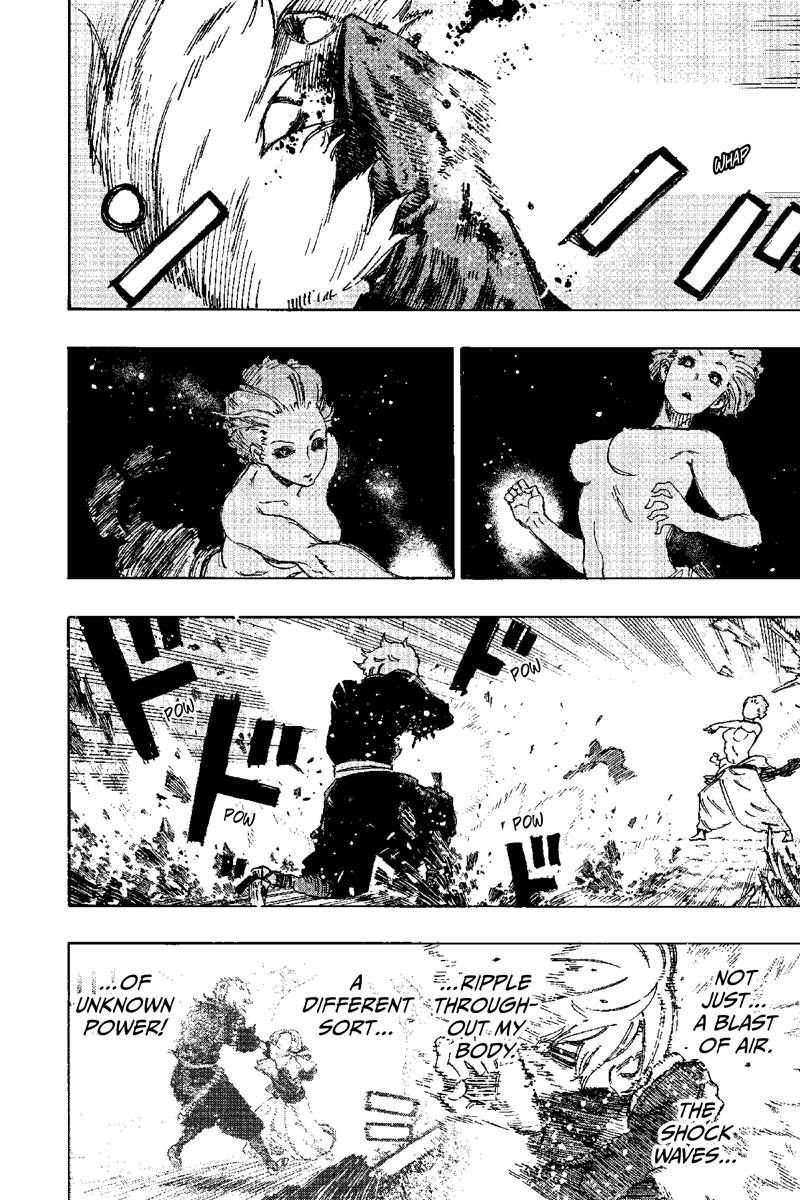 WHAP
ド
POW
ド
POW
ド
POW
ド
POW
NOT
JUST...
A BLAST
OF AIR.
THE
SHOCK
WAVES...
...RIPPLE
THROUGH-
OUT MY
BODY.
A
DIFFERENT
SORT...
...OF
UNKNOWN
POWER!